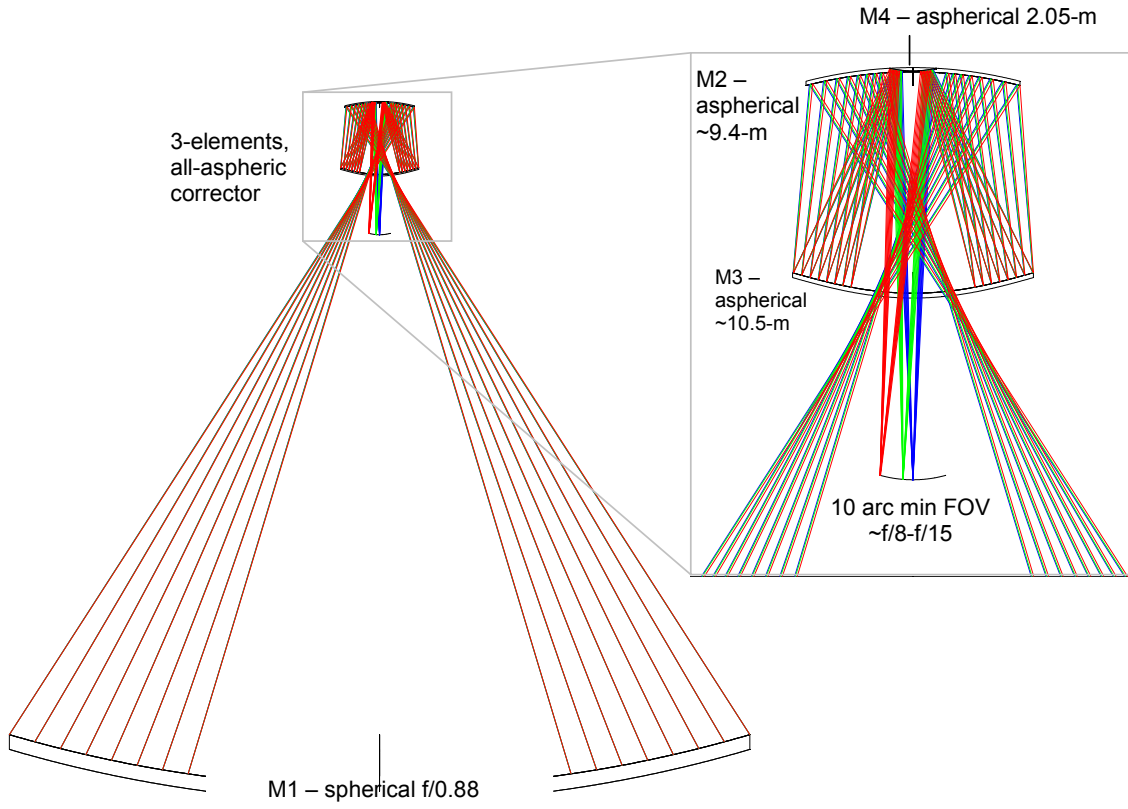 M4 – aspherical 2.05-m
M2 –
aspherical
~9.4-m
3-elements,
all-aspheric
corrector
M3 –
aspherical
~10.5-m
10 arc min FOV
~f/8-f/15
M1 – spherical f/0.88